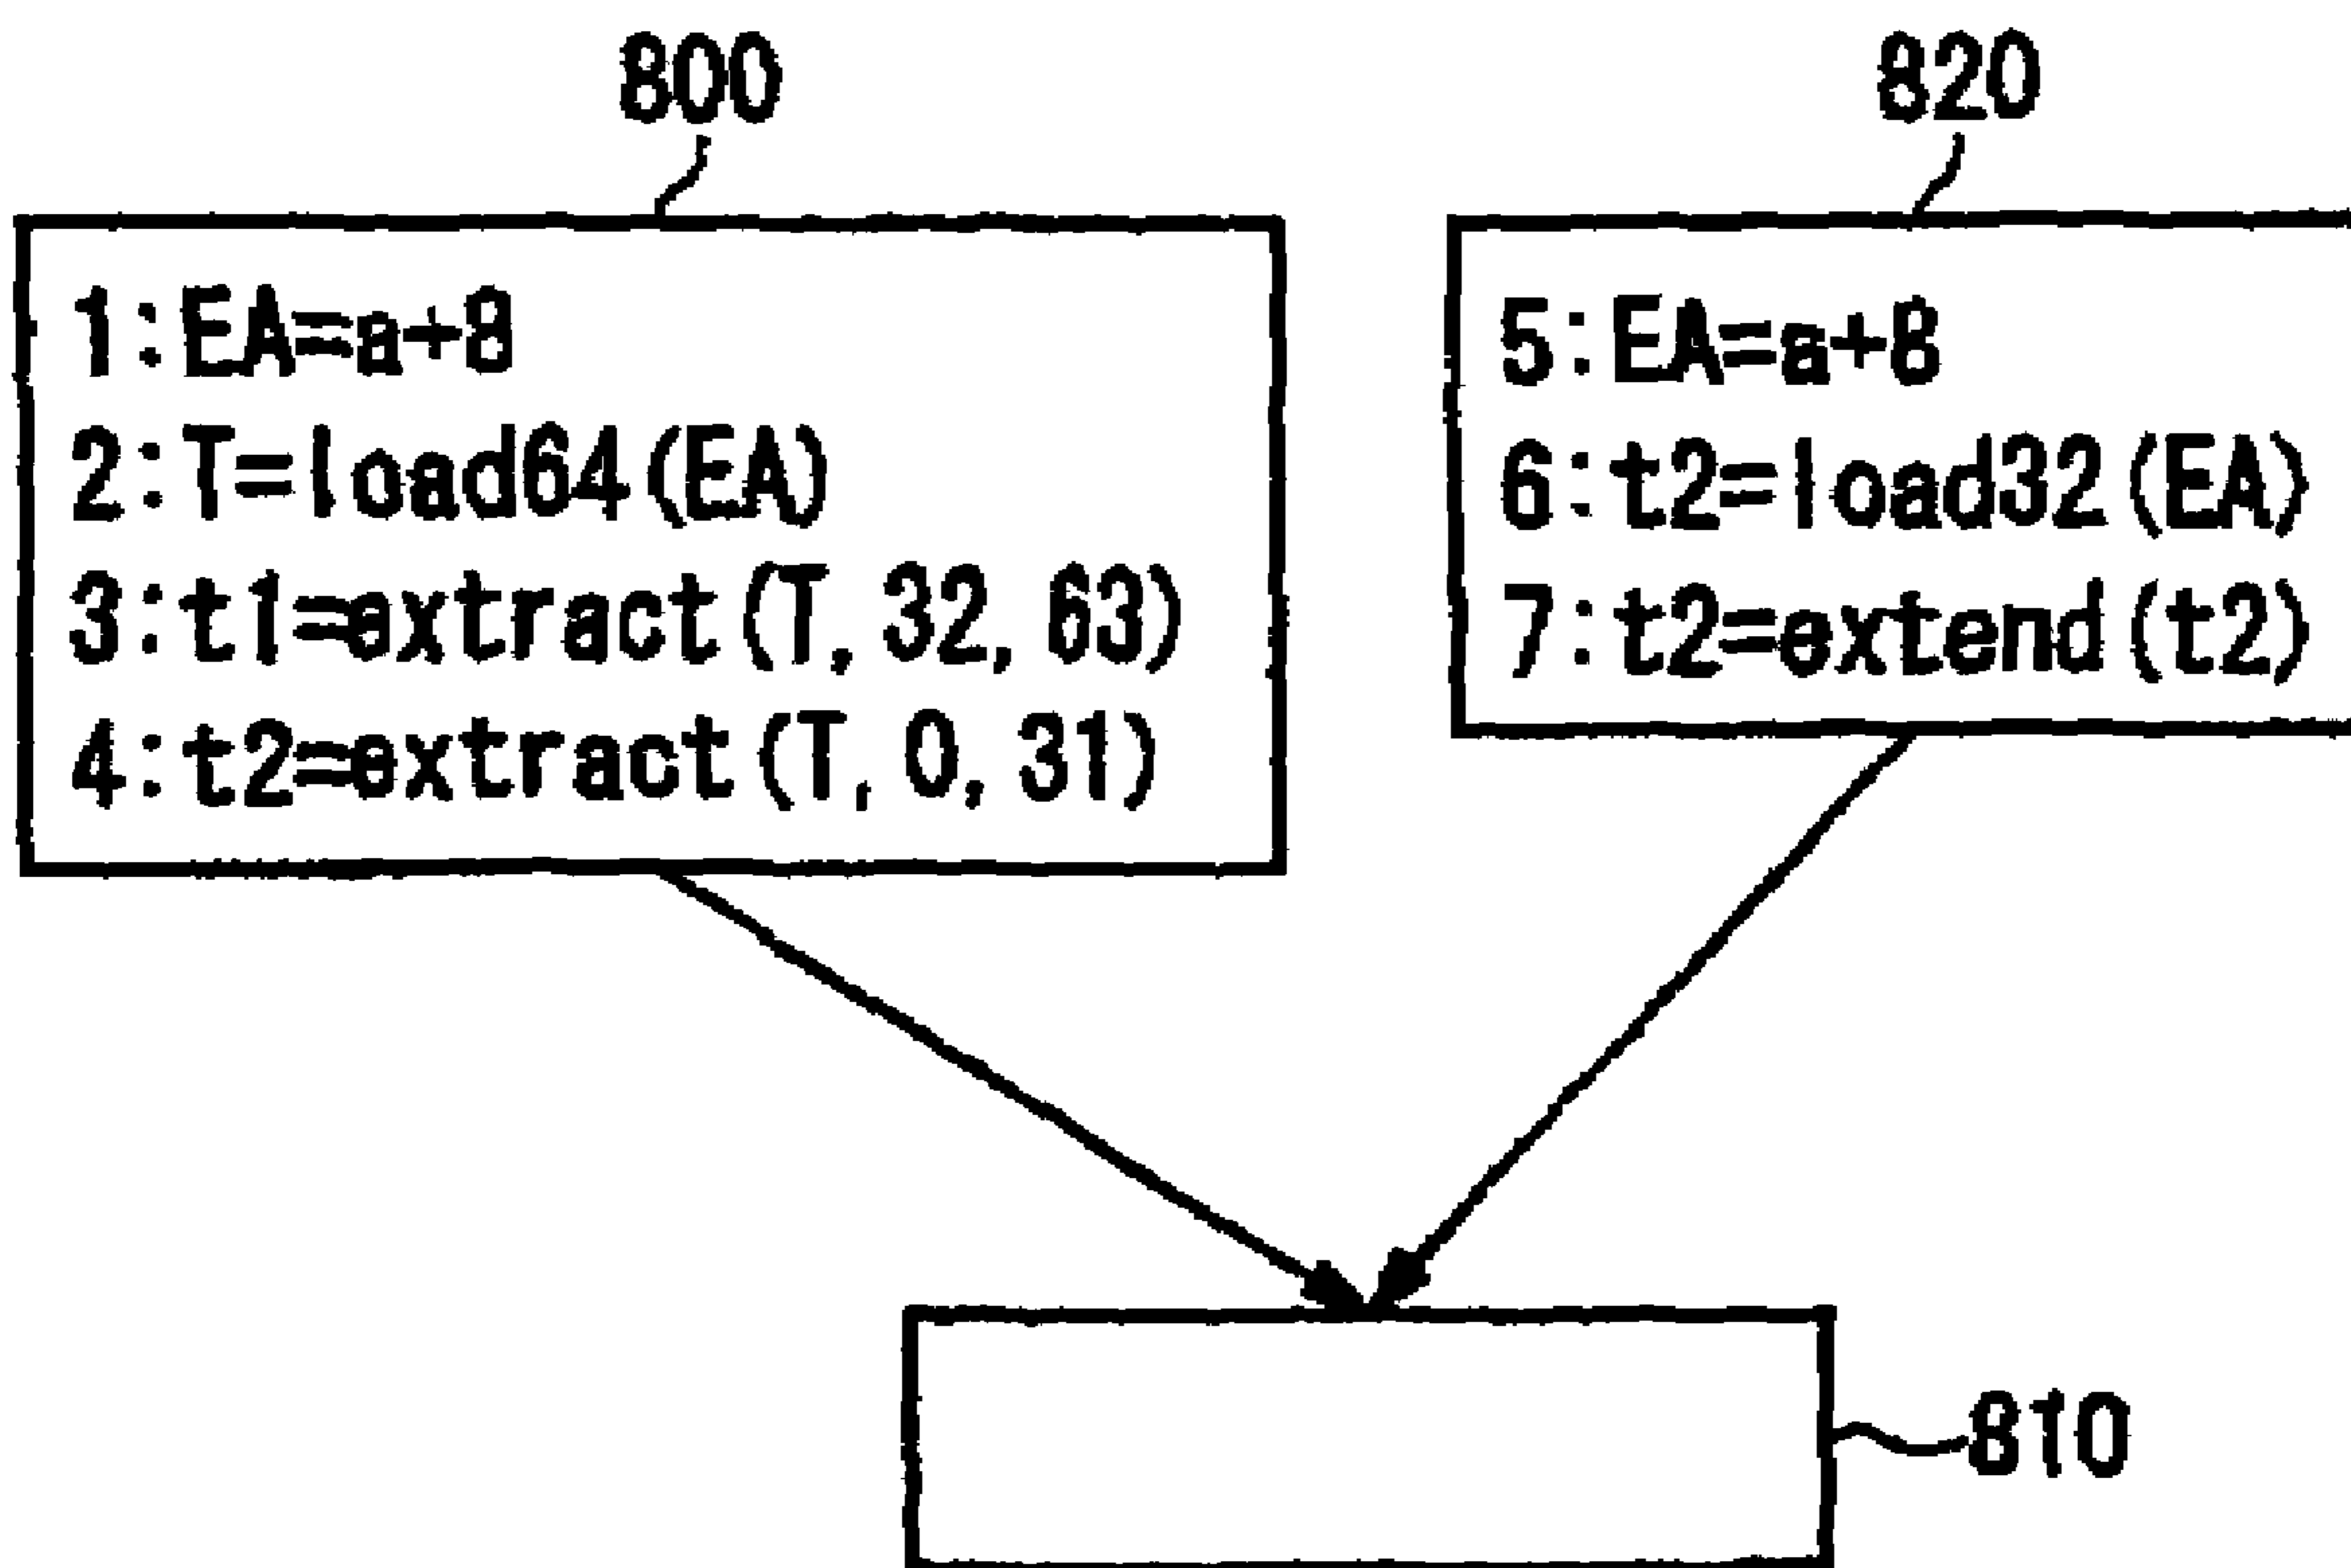 800
820
1:EA=a+8
2:T=load64(EA)
3:t1=extract(T, 32, 63)
4:t2=extract(T, 0, 31)
5:EA=a+8
6:t2=load32(EA)
7:t2=extend(t2)
810